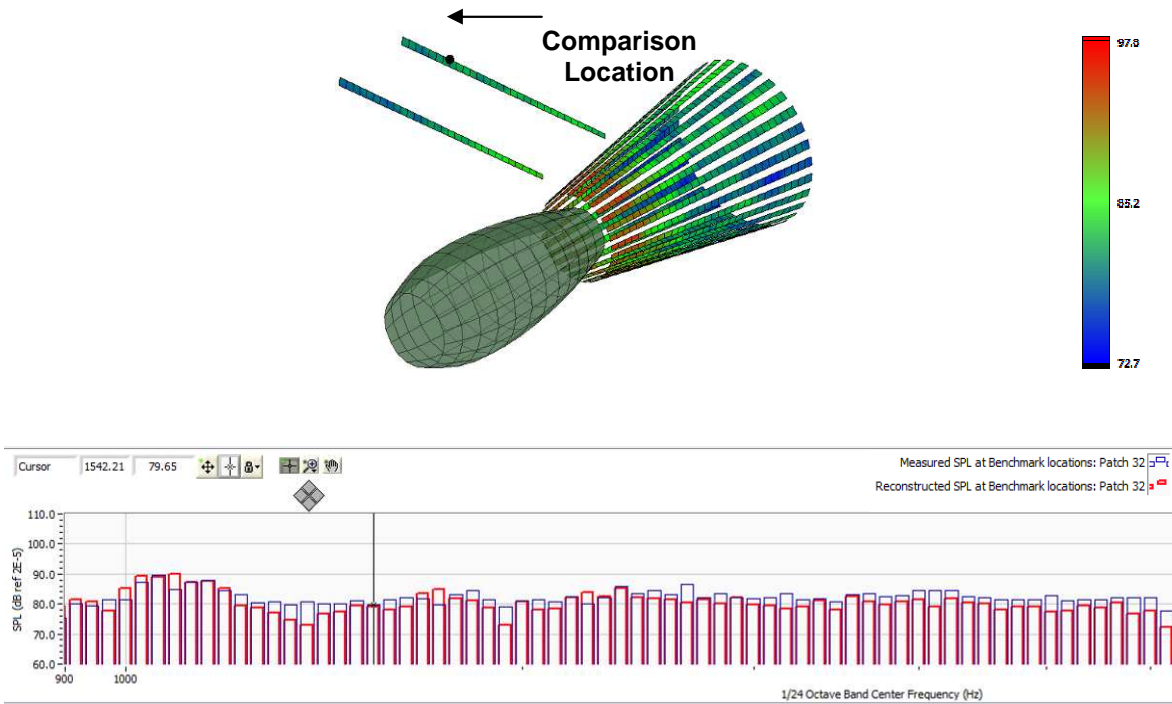 Comparison
Location
97.8
85.2
72.7
Cursor 1542.21 79.65
Measured SPL at Benchmark locations: Patch 32
Reconstructed SPL at Benchmark locations: Patch 32
110.0
100.0
90.0
80.0
70.0
60.0
SPL (dB ref 2E-5)
900 1000
1/24 Octave Band Center Frequency (Hz)